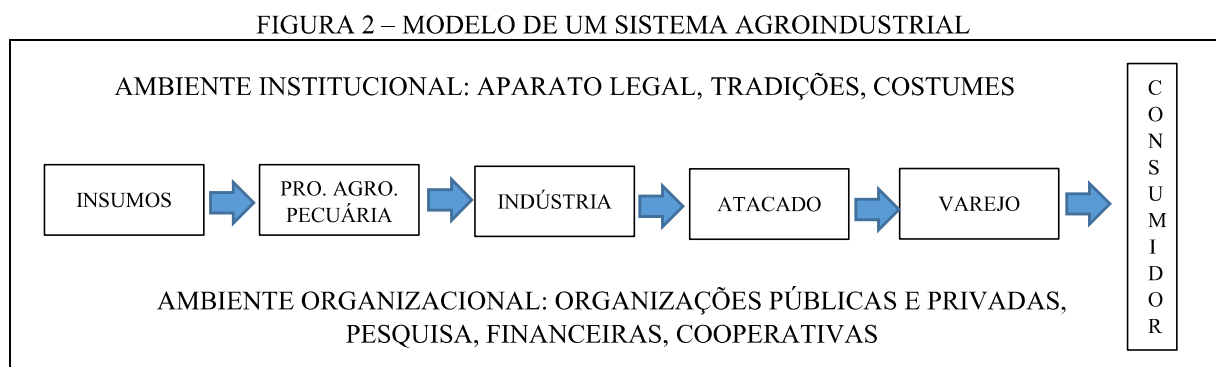 FIGURA 2 – MODELO DE UM SISTEMA AGROINDUSTRIAL
AMBIENTE INSTITUCIONAL: APARATO LEGAL, TRADIÇÕES, COSTUMES
INSUMOS
PRO. AGRO.
PECUÁRIA
INDÚSTRIA
ATACADO
VAREJO
CONSUMIDOR
AMBIENTE ORGANIZACIONAL: ORGANIZAÇÕES PÚBLICAS E PRIVADAS,
PESQUISA, FINANCEIRAS, COOPERATIVAS